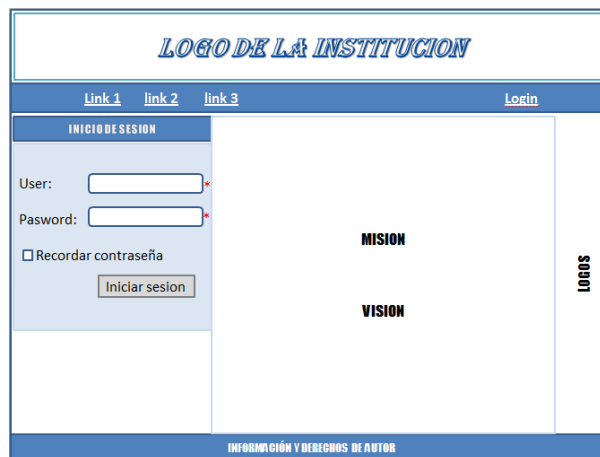 LOGO DE LA INSTITUCION
Link 1 link 2 link 3 Login
INICIO DE SESION
User: *
Pasword: *
Recordar contraseña
Iniciar sesion
MISION
VISION
LOGOS
INFORMACIÓN Y DERECHOS DE AUTOR